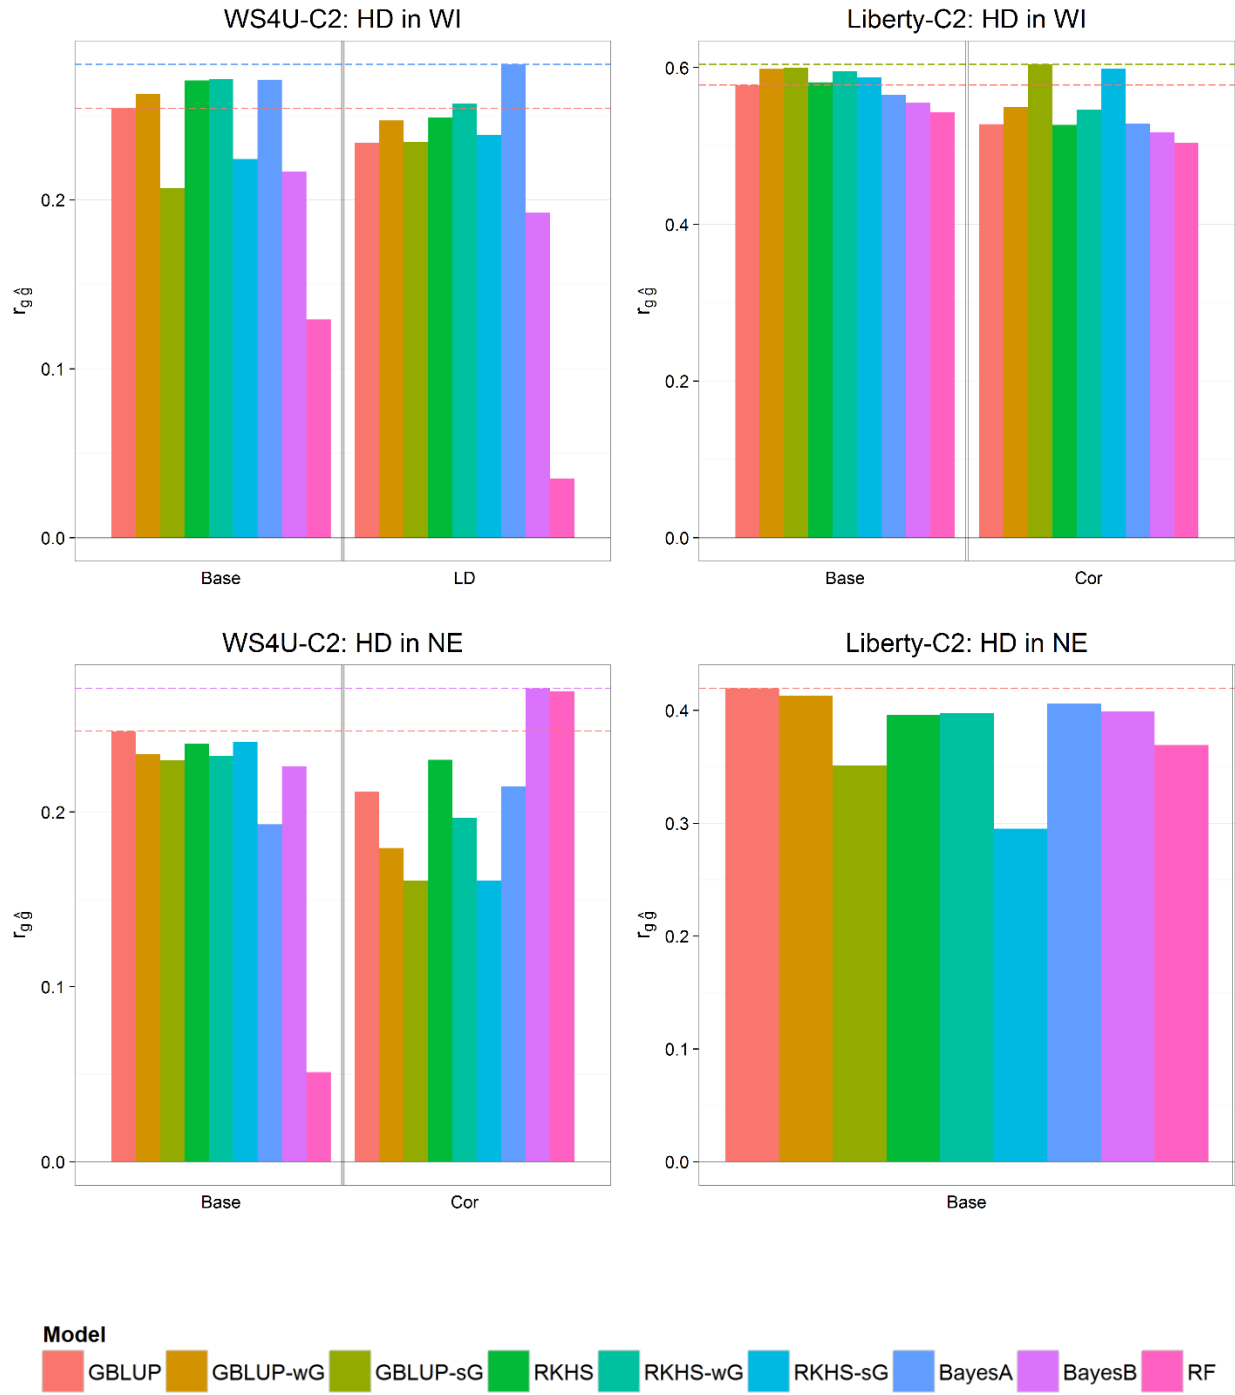 WS4U-C2: HD in WI
Liberty-C2: HD in WI
0.2
0.1
0.0
r g ĝ
Base
LD
0.6
0.4
0.2
0.0
r g ĝ
Base
Cor
WS4U-C2: HD in NE
Liberty-C2: HD in NE
0.2
0.1
0.0
r g ĝ
Base
Cor
0.4
0.3
0.2
0.1
0.0
r g ĝ
Base
Model
GBLUP GBLUP-wG GBLUP-sG RKHS RKHS-wG RKHS-sG BayesA BayesB RF